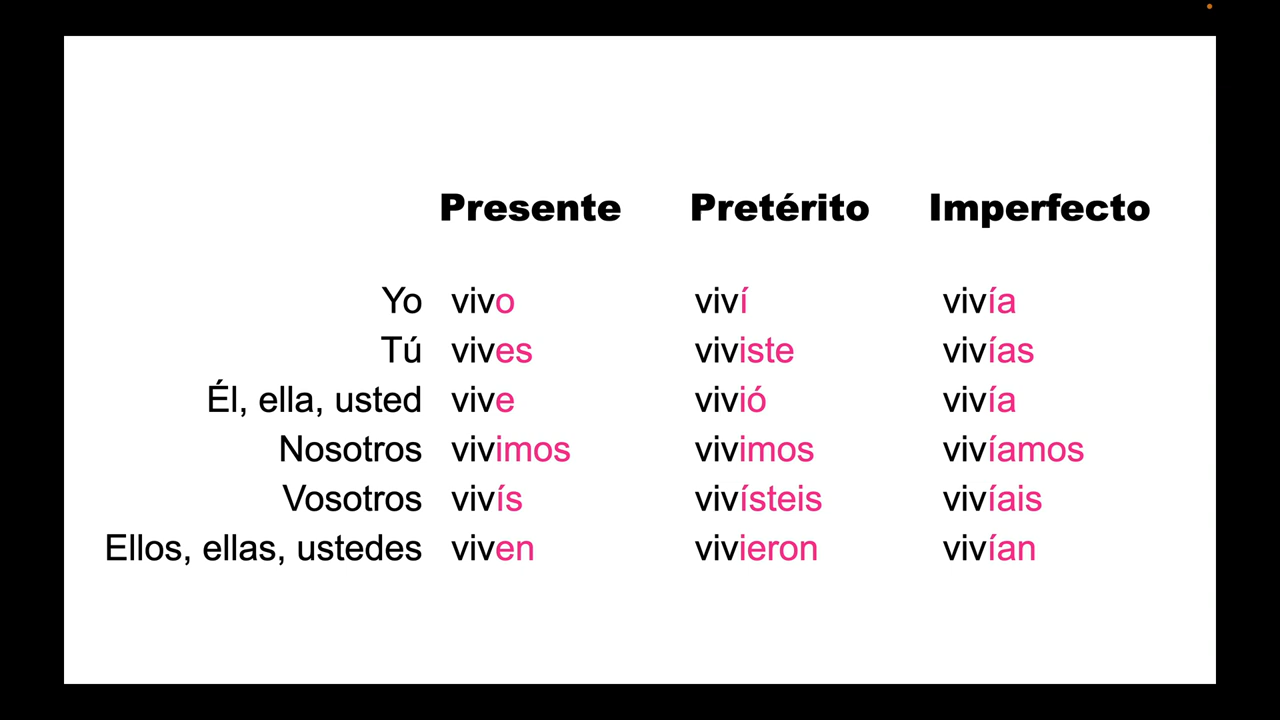 Presente Pretérito Imperfecto
Yo vivo viví vivía
Tú vives viviste vivías
Él, ella, usted vive vivió vivía
Nosotros vivimos vivimos vivíamos
Vosotros vivís vivísteis vivíais
Ellos, ellas, ustedes viven vivieron vivían